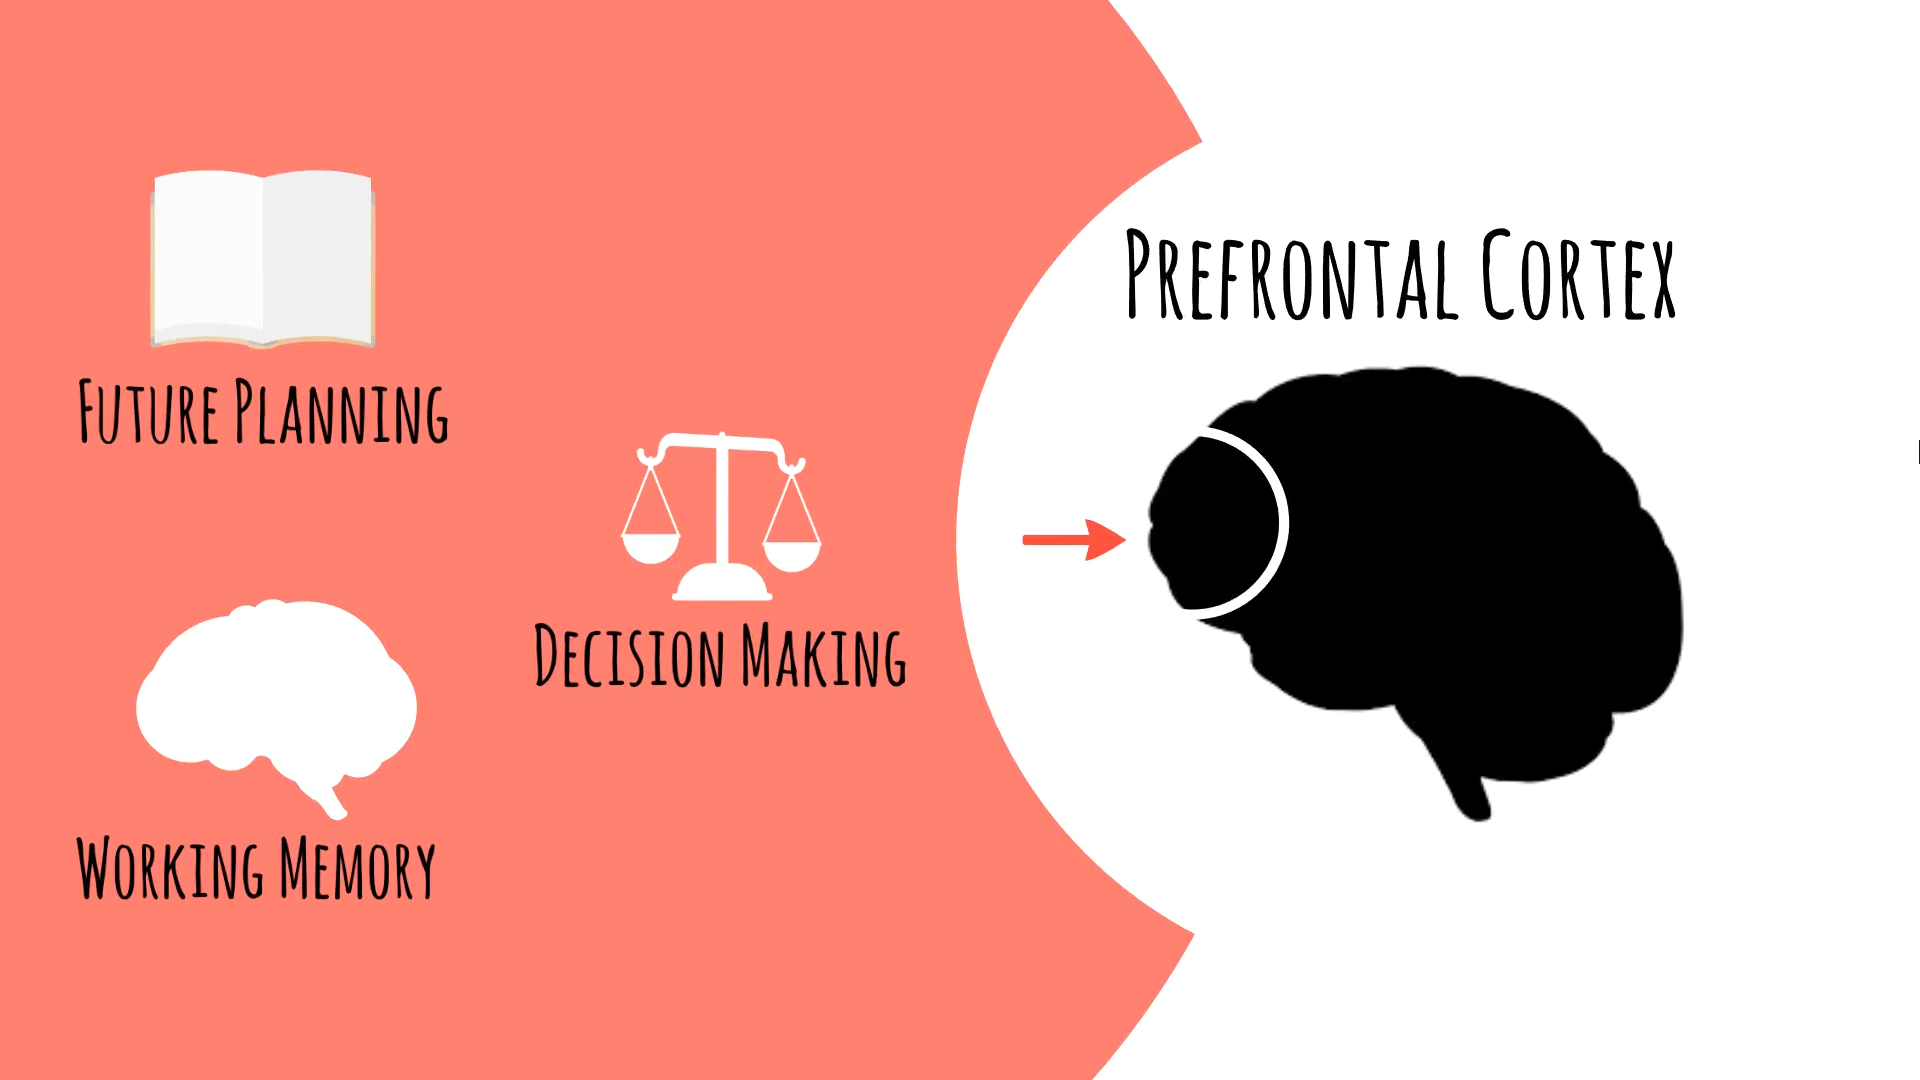 Future Planning
Decision Making
Working Memory
Prefrontal Cortex